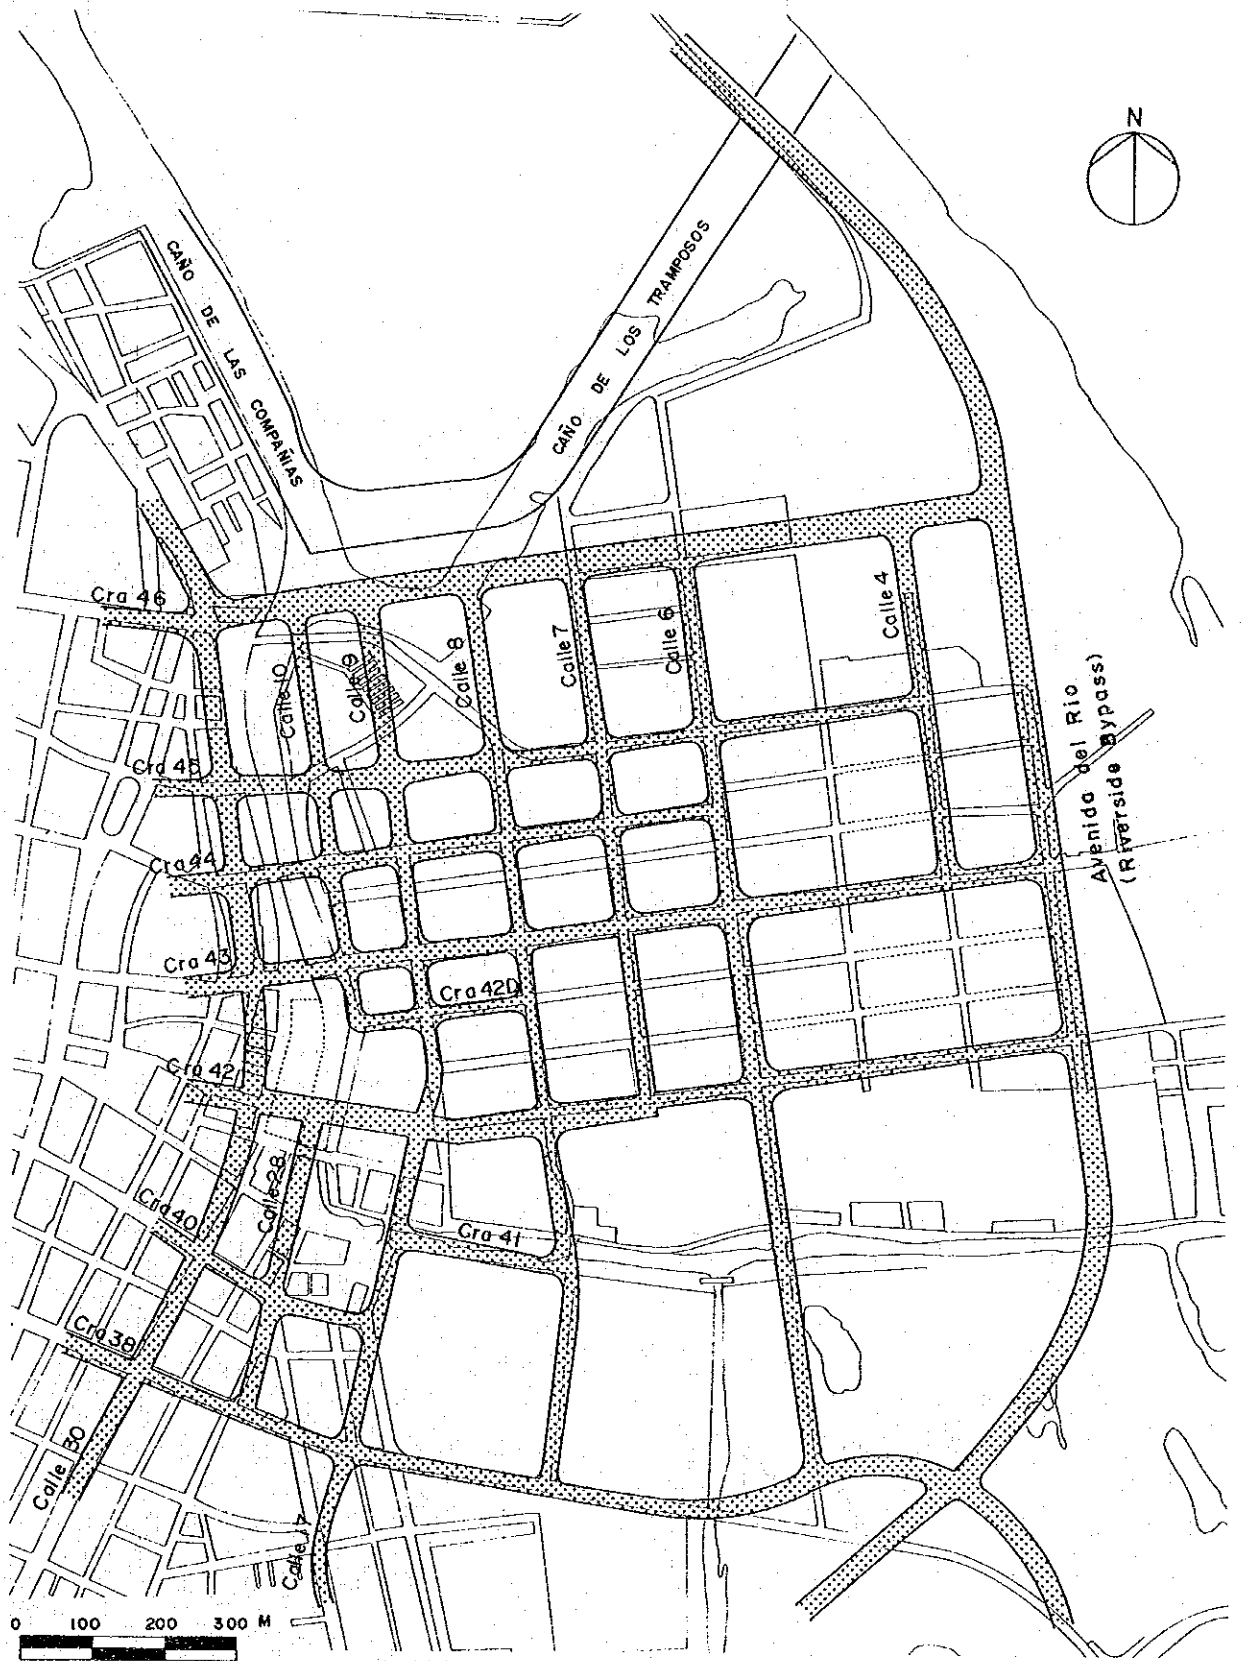 N
CAÑO DE LAS COMPAÑIAS
CAÑO DE LOS TRAMPOSOS
Cra 46
Calle 10
Calle 9
Calle 8
Calle 7
Calle 6
Calle 4
Avenida del Rio
(Riverside Bypass)
Cra 45
Cra 44
Cra 43
Cra 42D
Cra 42
Calle 28
Cra 40
Cra 41
Cra 38
Calle 30
Calle 17
0 100 200 300 M